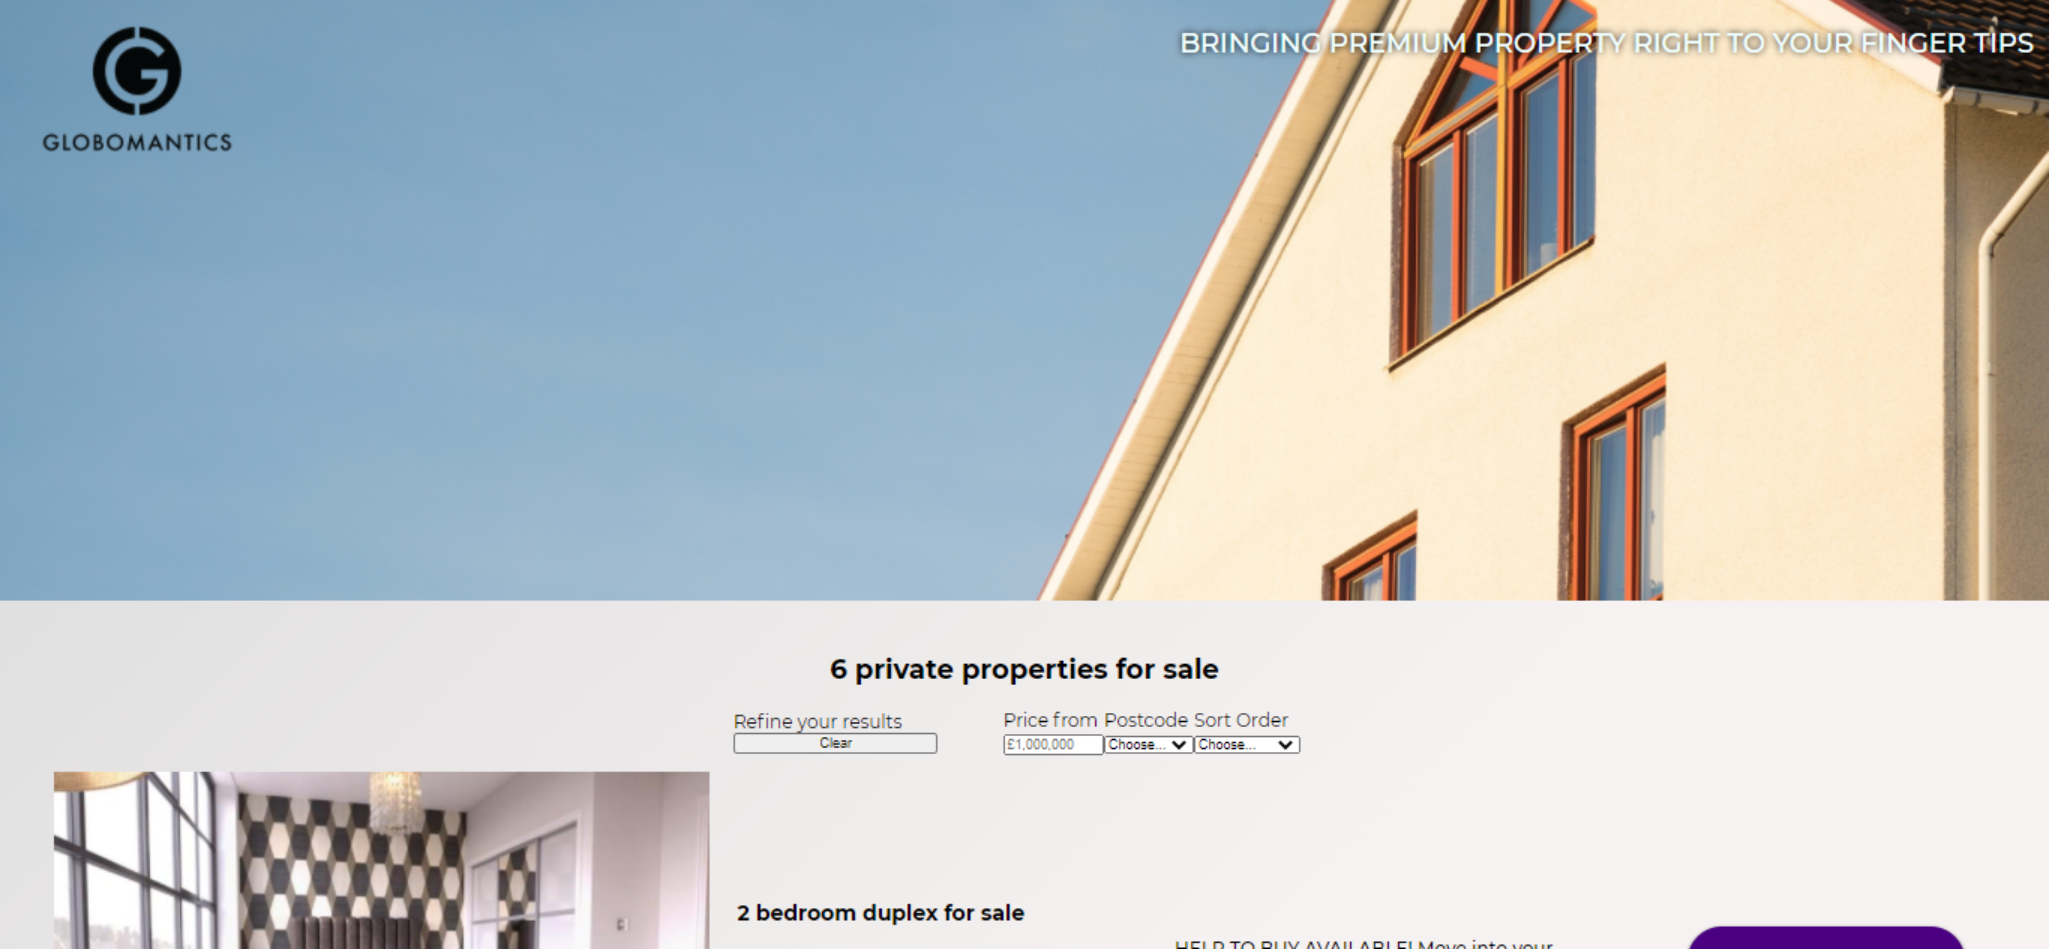 GLOBOMANTICS
BRINGING PREMIUM PROPERTY RIGHT TO YOUR FINGER TIPS
6 private properties for sale
Refine your results
Clear
Price from Postcode Sort Order
£1,000,000 Choose... Choose...
2 bedroom duplex for sale
HELP TO BUY AVAILABLE! Move into your